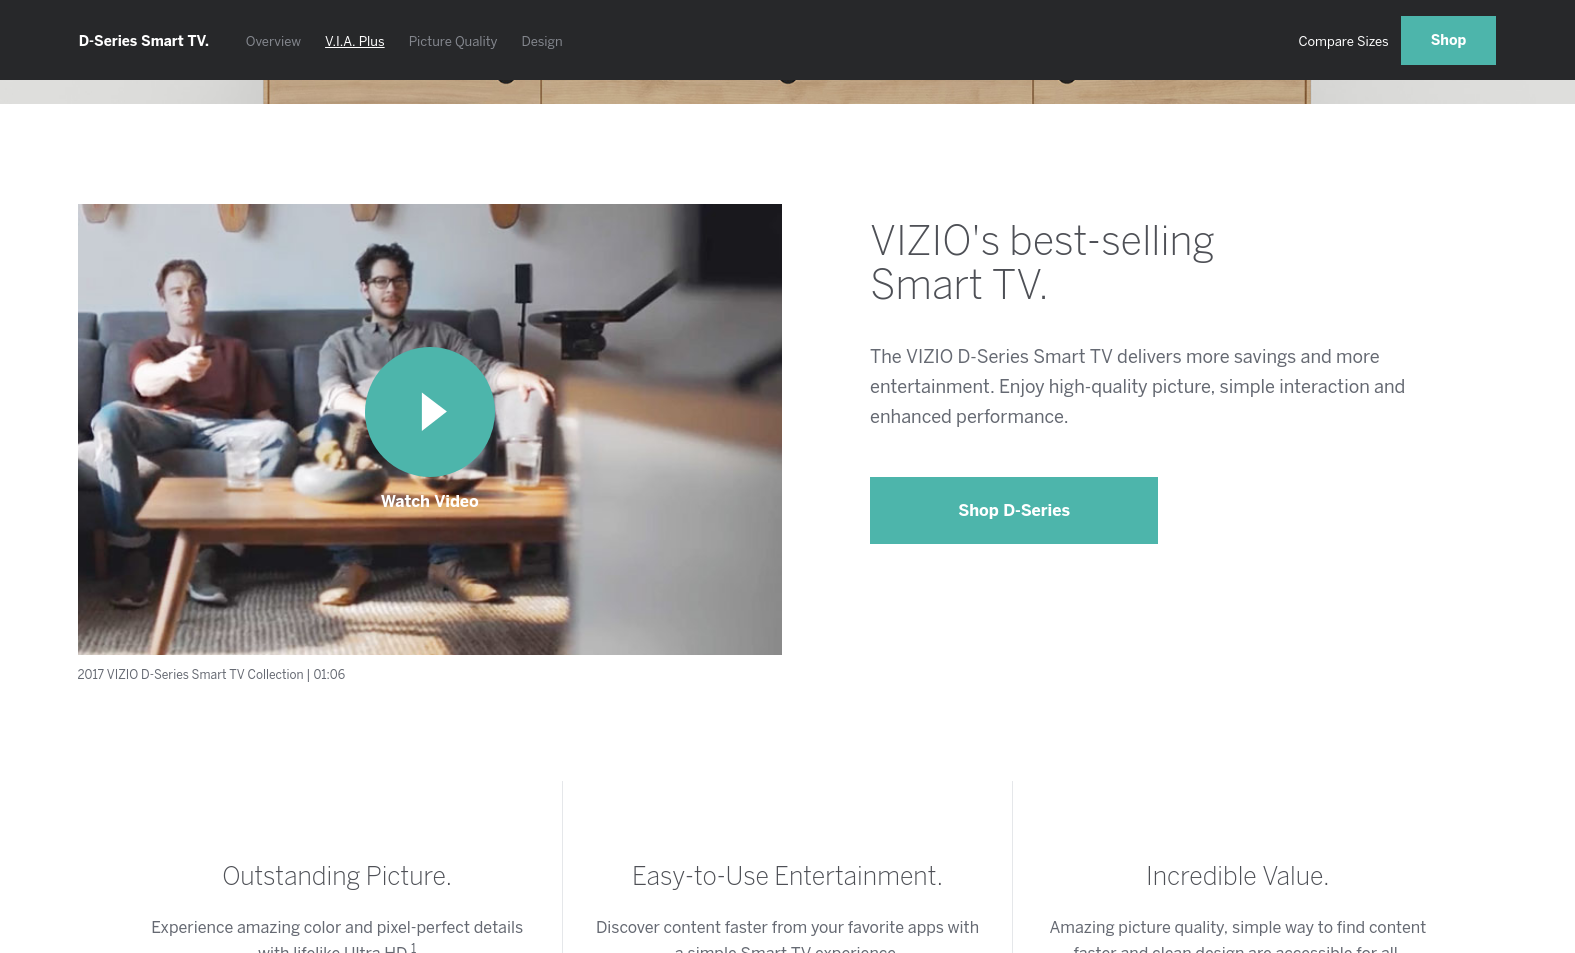 D-Series Smart TV. Overview V.I.A. Plus Picture Quality Design Compare Sizes Shop
Watch Video
2017 VIZIO D-Series Smart TV Collection | 01:06
VIZIO's best-selling
Smart TV.
The VIZIO D-Series Smart TV delivers more savings and more
entertainment. Enjoy high-quality picture, simple interaction and
enhanced performance.
Shop D-Series
Outstanding Picture.
Experience amazing color and pixel-perfect details
with lifelike Ultra HD.1
Easy-to-Use Entertainment.
Discover content faster from your favorite apps with
a simple Smart TV experience.
Incredible Value.
Amazing picture quality, simple way to find content
faster and clean design are accessible for all.